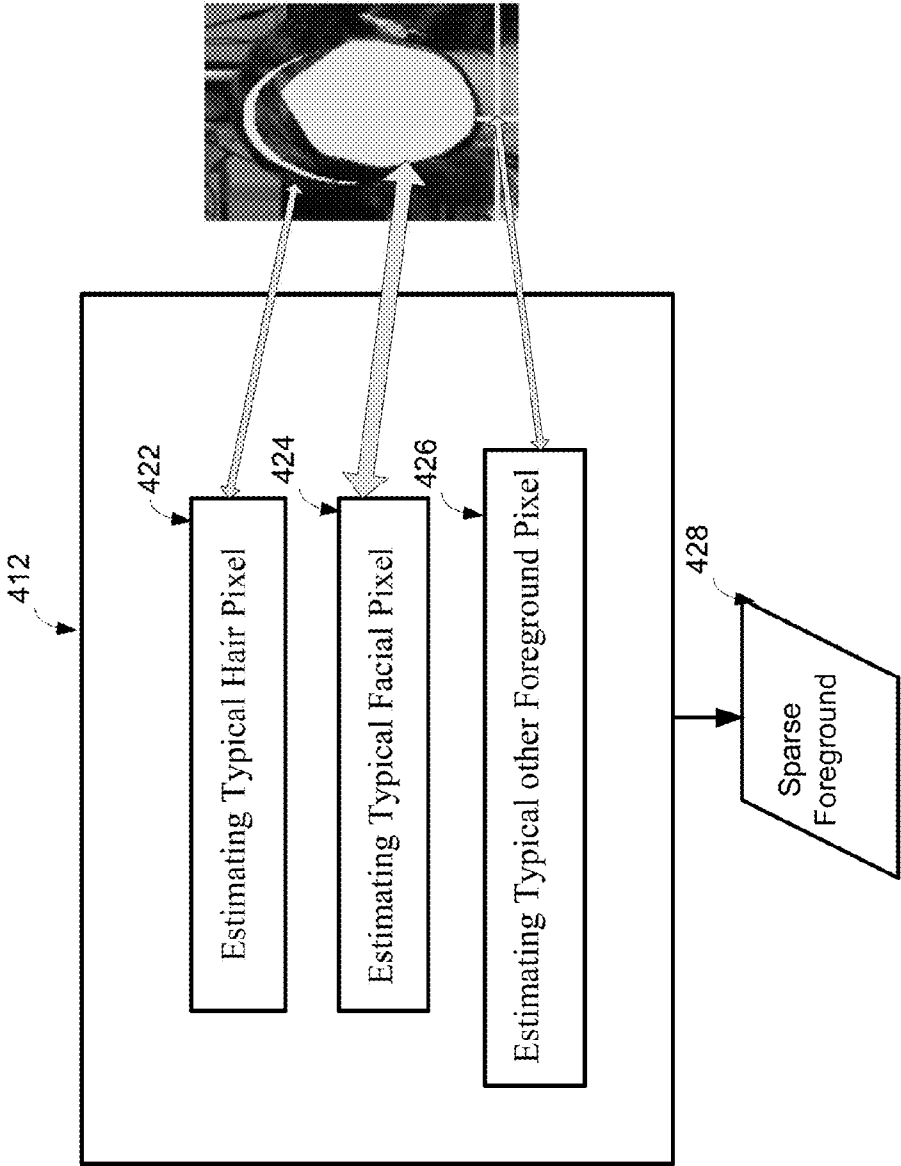 412
422
Estimating Typical Hair Pixel
424
Estimating Typical Facial Pixel
426
Estimating Typical other Foreground Pixel
428
Sparse
Foreground